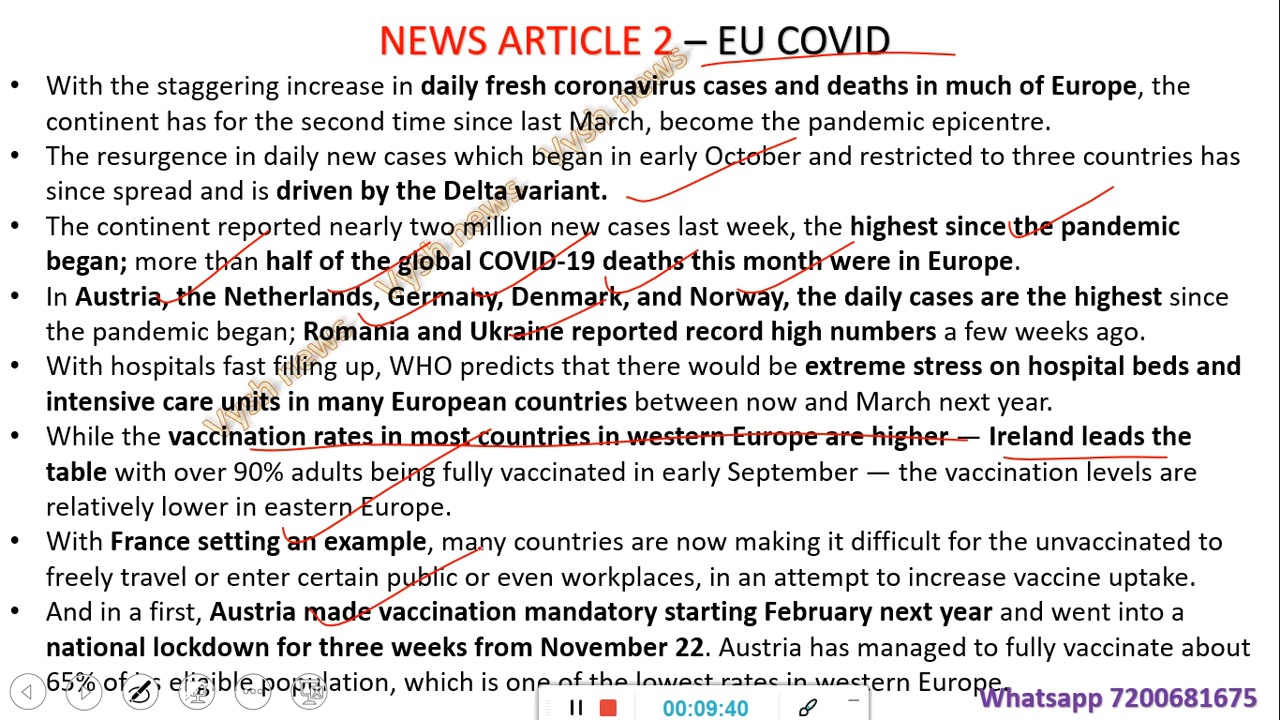 NEWS ARTICLE 2 – EU COVID
• With the staggering increase in daily fresh coronavirus cases and deaths in much of Europe, the
continent has for the second time since last March, become the pandemic epicentre.
• The resurgence in daily new cases which began in early October and restricted to three countries has
since spread and is driven by the Delta variant.
• The continent reported nearly two million new cases last week, the highest since the pandemic
began; more than half of the global COVID-19 deaths this month were in Europe.
• In Austria, the Netherlands, Germany, Denmark, and Norway, the daily cases are the highest since
the pandemic began; Romania and Ukraine reported record high numbers a few weeks ago.
• With hospitals fast filling up, WHO predicts that there would be extreme stress on hospital beds and
intensive care units in many European countries between now and March next year.
• While the vaccination rates in most countries in western Europe are higher — Ireland leads the
table with over 90% adults being fully vaccinated in early September — the vaccination levels are
relatively lower in eastern Europe.
• With France setting an example, many countries are now making it difficult for the unvaccinated to
freely travel or enter certain public or even workplaces, in an attempt to increase vaccine uptake.
• And in a first, Austria made vaccination mandatory starting February next year and went into a
national lockdown for three weeks from November 22. Austria has managed to fully vaccinate about
65% of its eligible population, which is one of the lowest rates in western Europe.
Vysh news
Vysh news
Vysh news
00:09:40
Whatsapp 7200681675